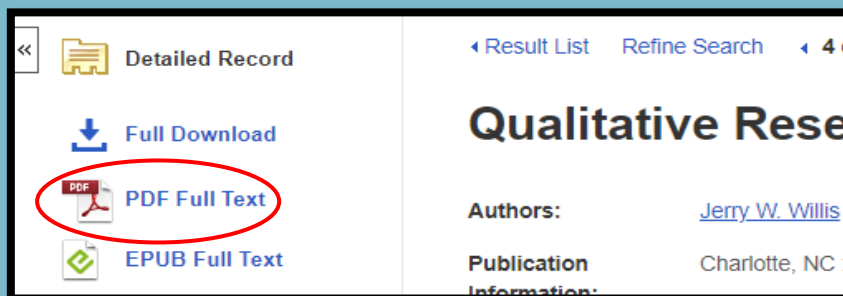 «
Detailed Record
Full Download
PDF
PDF Full Text
EPUB Full Text
Result List Refine Search 4
Qualitative Rese
Authors: Jerry W. Willis
Publication Charlotte, NC
Information: